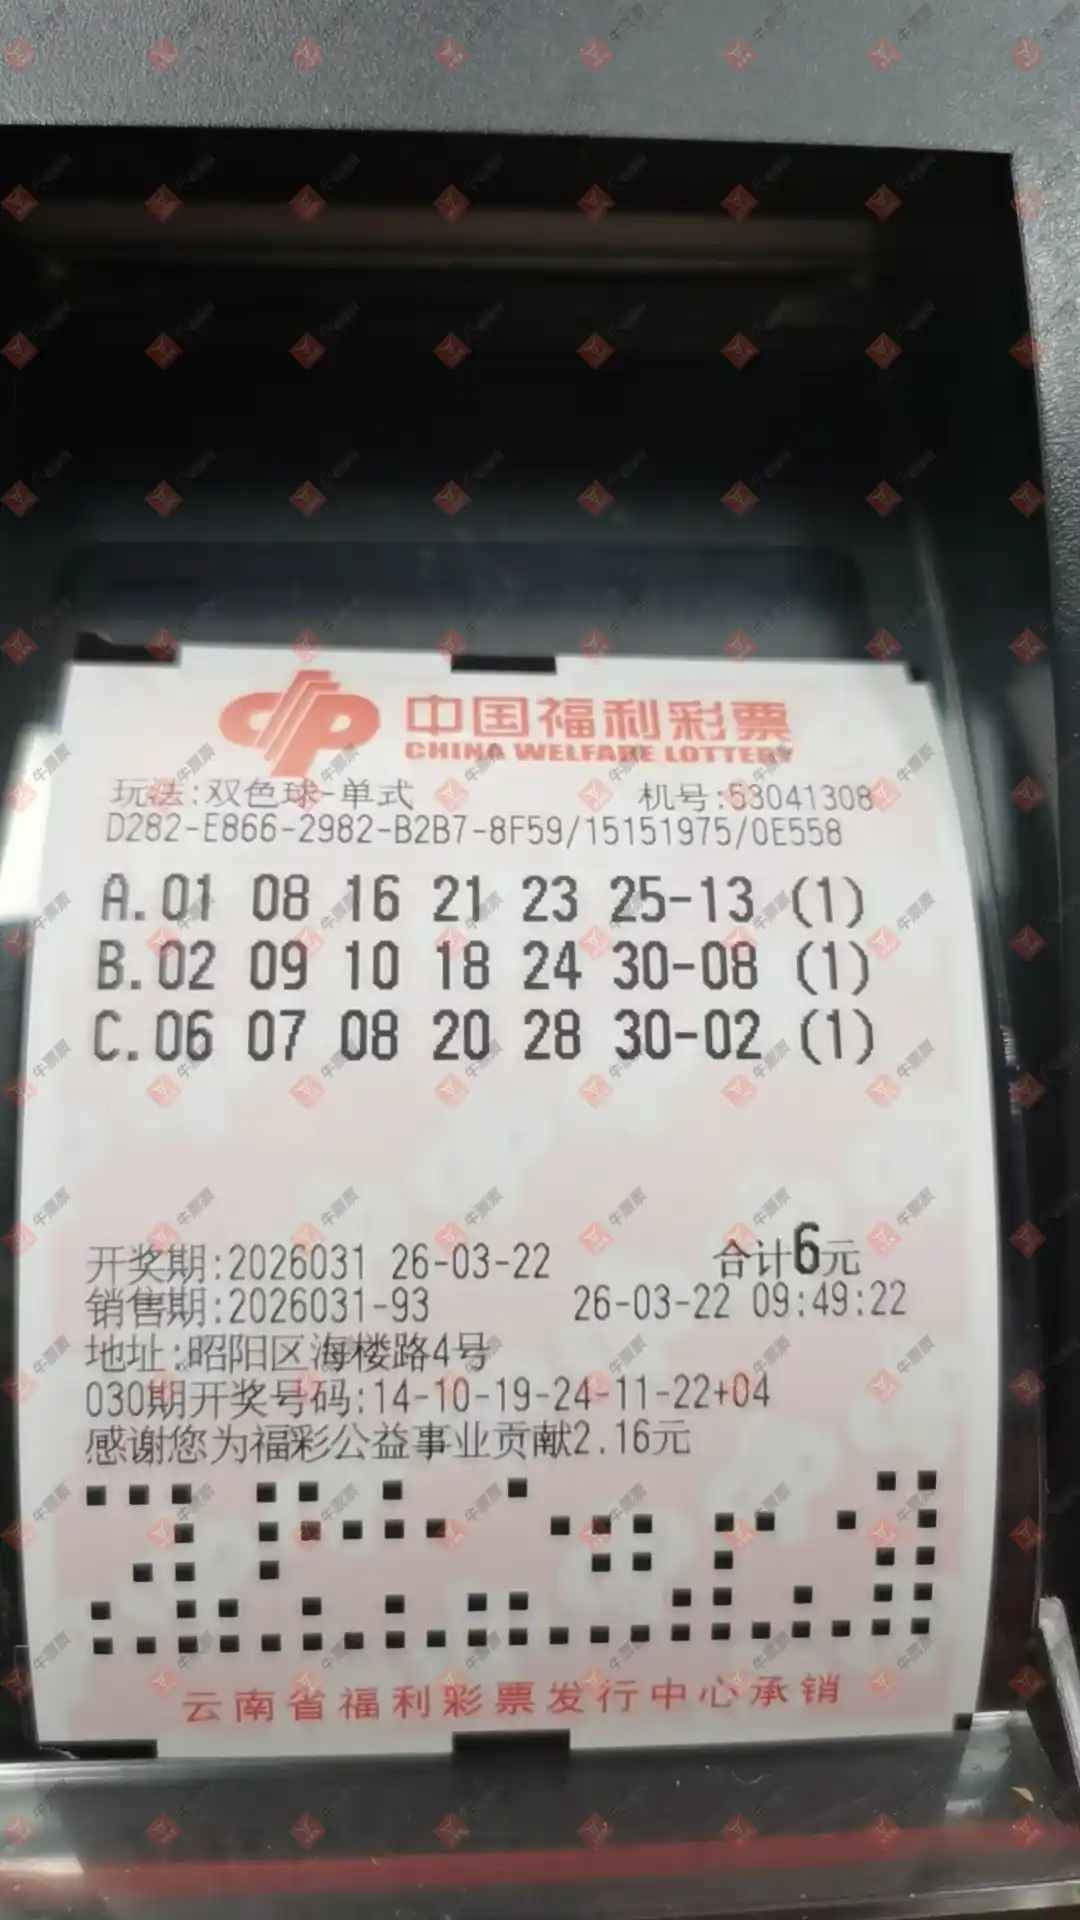 中国福利彩票
CHINA WELFARE LOTTERY
玩法:双色球-单式 机号:53041308
D282-E866-2982-B2B7-8F59/15151975/0E558
A.01 08 16 21 23 25-13 (1)
B.02 09 10 18 24 30-08 (1)
C.06 07 08 20 28 30-02 (1)
开奖期:2026031 26-03-22 合计6元
销售期:2026031-93 26-03-22 09:49:22
地址:昭阳区海楼路4号
030期开奖号码:14-10-19-24-11-22+04
感谢您为福彩公益事业贡献2.16元
云南省福利彩票发行中心承销
牛票票